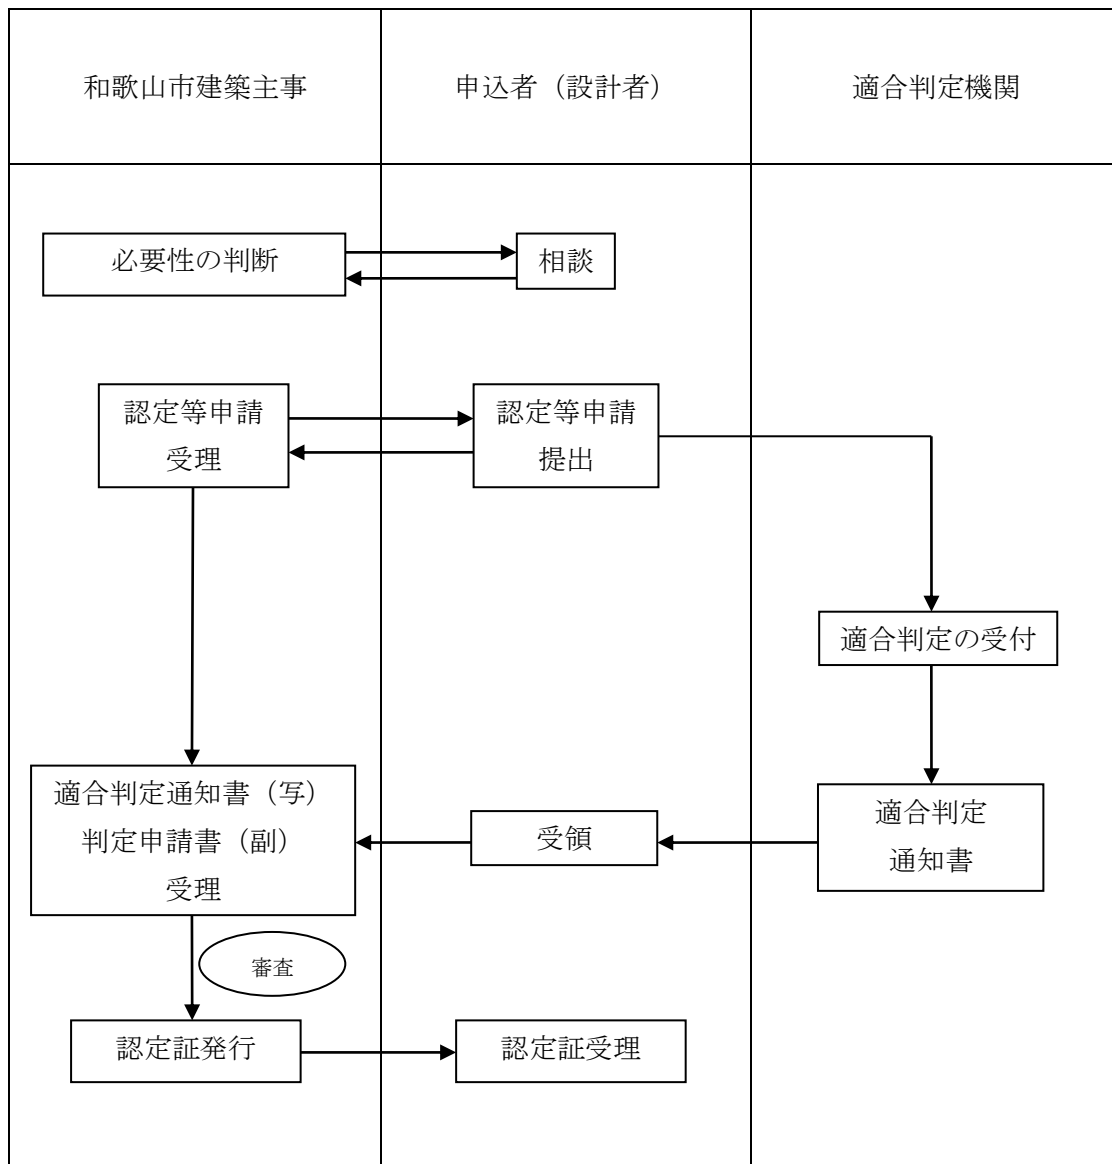 和歌山市建築主事
申込者（設計者）
適合判定機関
必要性の判断
相談
認定等申請
受理
認定等申請
提出
適合判定の受付
適合判定通知書（写）
判定申請書（副）
受理
受領
適合判定
通知書
審査
認定証発行
認定証受理